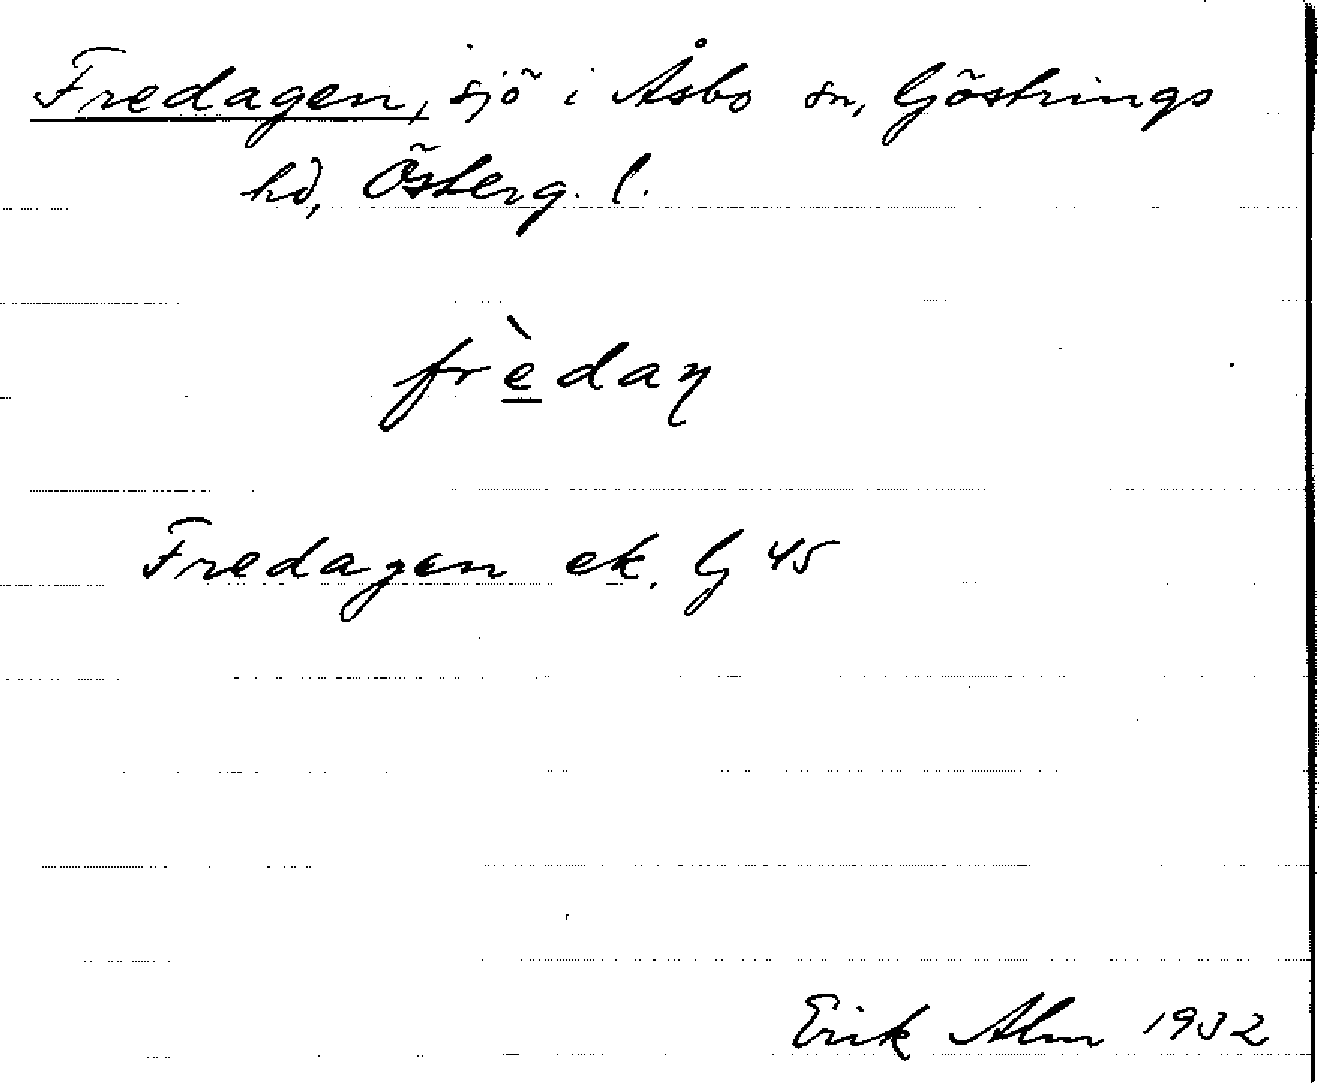 Fredagen, sjö i Åsbo sn, Göstrings
hd, Österg. l.
frèdaŋ
Fredagen ek. G 45
Erik Alm 1932